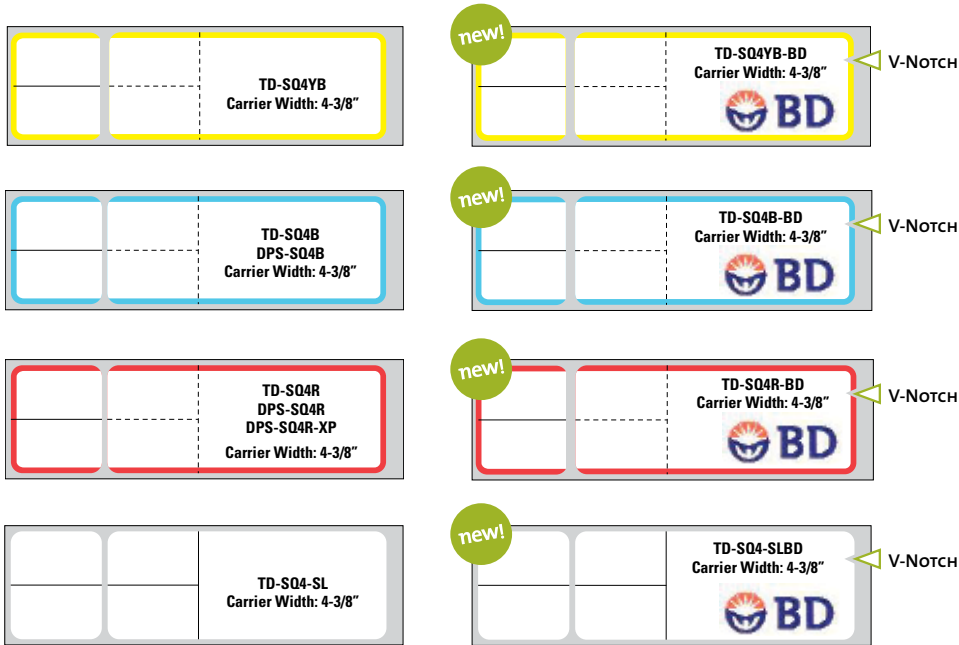 TD-SQ4YB
Carrier Width: 4-3/8"
new!
TD-SQ4YB-BD
Carrier Width: 4-3/8"
BD
V-NOTCH
TD-SQ4B
DPS-SQ4B
Carrier Width: 4-3/8"
new!
TD-SQ4B-BD
Carrier Width: 4-3/8"
BD
V-NOTCH
TD-SQ4R
DPS-SQ4R
DPS-SQ4R-XP
Carrier Width: 4-3/8"
new!
TD-SQ4R-BD
Carrier Width: 4-3/8"
BD
V-NOTCH
TD-SQ4-SL
Carrier Width: 4-3/8"
new!
TD-SQ4-SLBD
Carrier Width: 4-3/8"
BD
V-NOTCH